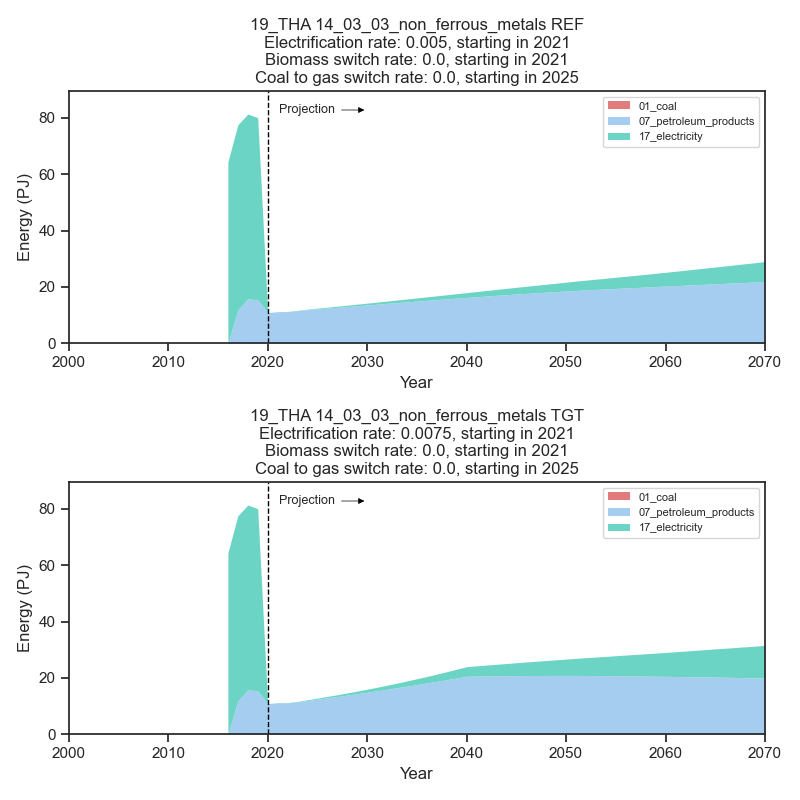 19_THA 14_03_03_non_ferrous_metals REF
Electrification rate: 0.005, starting in 2021
Biomass switch rate: 0.0, starting in 2021
Coal to gas switch rate: 0.0, starting in 2025
Projection
01_coal
07_petroleum_products
17_electricity
Energy (PJ)
80
60
40
20
0
2000 2010 2020 2030 2040 2050 2060 2070
Year
19_THA 14_03_03_non_ferrous_metals TGT
Electrification rate: 0.0075, starting in 2021
Biomass switch rate: 0.0, starting in 2021
Coal to gas switch rate: 0.0, starting in 2025
Projection
01_coal
07_petroleum_products
17_electricity
Energy (PJ)
80
60
40
20
0
2000 2010 2020 2030 2040 2050 2060 2070
Year